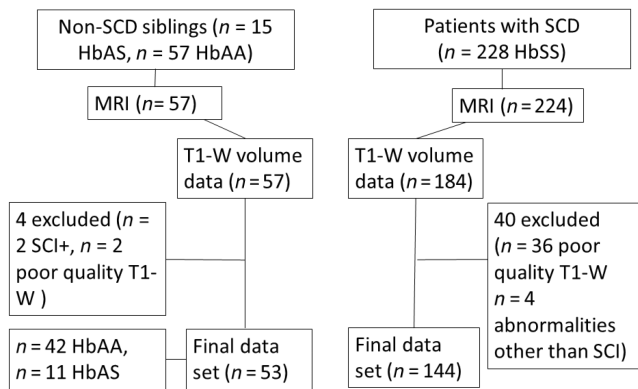 Non-SCD siblings (n = 15
HbAS, n = 57 HbAA)
MRI (n= 57)
T1-W volume
data (n = 57)
4 excluded (n =
2 SCI+, n = 2
poor quality T1-
W )
n = 42 HbAA,
n = 11 HbAS
Final data
set (n = 53)
Patients with SCD
(n = 228 HbSS)
MRI (n = 224)
T1-W volume
data (n = 184)
40 excluded
(n = 36 poor
quality T1-W
n = 4
abnormalities
other than SCI)
Final data
set (n = 144)